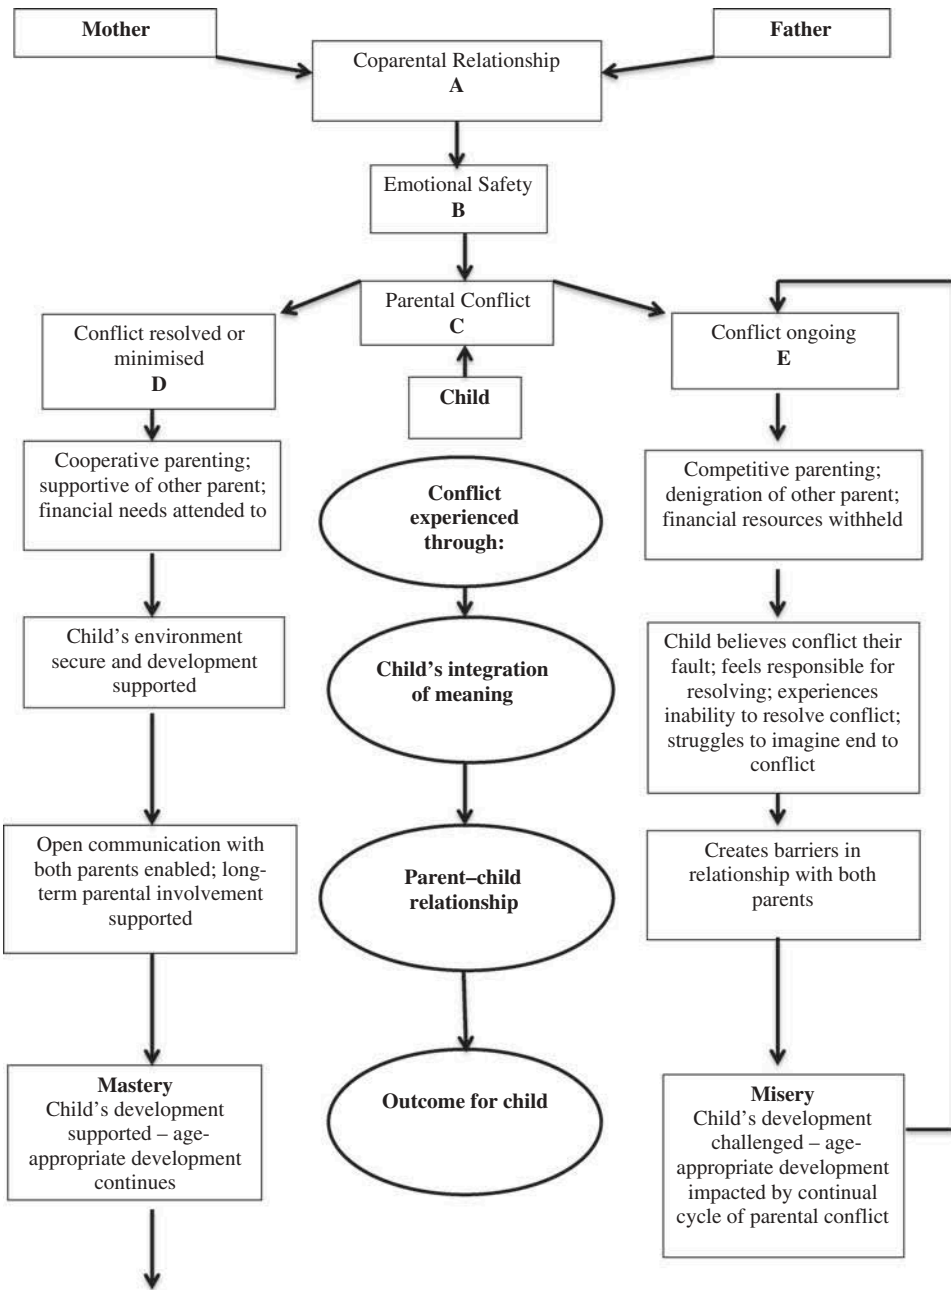 Mother
Father
Coparental Relationship
A
Emotional Safety
B
Parental Conflict
C
Child
Conflict resolved or
minimised
D
Cooperative parenting;
supportive of other parent;
financial needs attended to
Child’s environment
secure and development
supported
Open communication with
both parents enabled; long-
term parental involvement
supported
Mastery
Child’s development
supported – age-
appropriate development
continues
Conflict
experienced
through:
Child’s integration
of meaning
Parent–child
relationship
Outcome for child
Conflict ongoing
E
Competitive parenting;
denigration of other parent;
financial resources withheld
Child believes conflict their
fault; feels responsible for
resolving; experiences
inability to resolve conflict;
struggles to imagine end to
conflict
Creates barriers in
relationship with both
parents
Misery
Child’s development
challenged – age-
appropriate development
impacted by continual
cycle of parental conflict